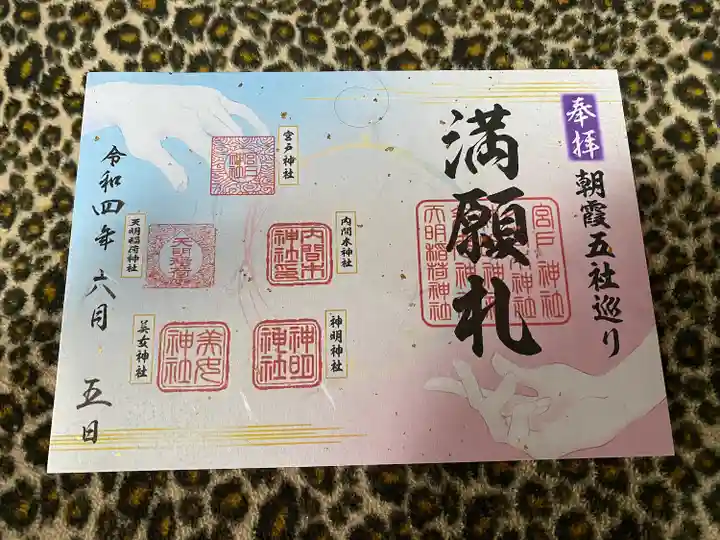 奉拝
朝霞五社巡り
満願札
宮戸神社
内間木神社
神明神社
天明稲荷神社
美女神社
令和四年六月五日
宮戸神社
天明稲荷神社
内間木
神社
神明
神社
美女
神社